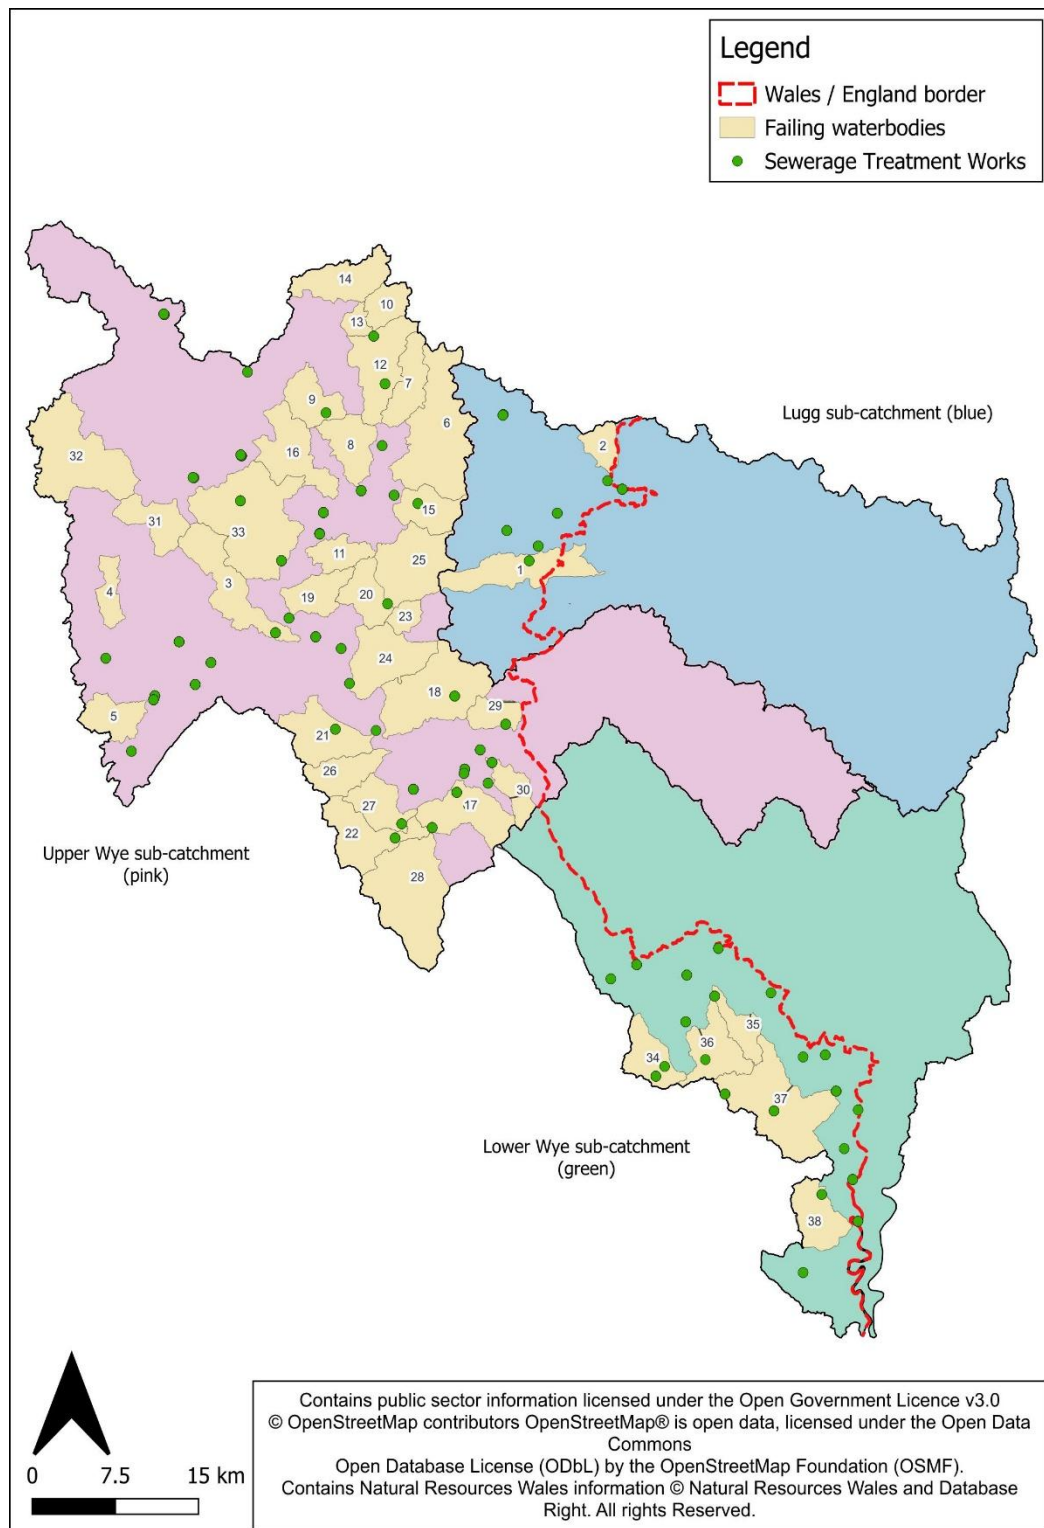 Legend
Wales / England border
Failing waterbodies
Sewerage Treatment Works
14
10
13
12
7
9
6
Lugg sub-catchment (blue)
8
2
16
32
15
31
33
11
25
1
3
4
19
20
23
24
18
29
5
21
26
30
27
17
22
Upper Wye sub-catchment
(pink)
28
35
36
34
37
Lower Wye sub-catchment
(green)
38
0 7.5 15 km
Contains public sector information licensed under the Open Government Licence v3.0
© OpenStreetMap contributors OpenStreetMap® is open data, licensed under the Open Data
Commons
Open Database License (ODbL) by the OpenStreetMap Foundation (OSMF).
Contains Natural Resources Wales information © Natural Resources Wales and Database
Right. All rights Reserved.